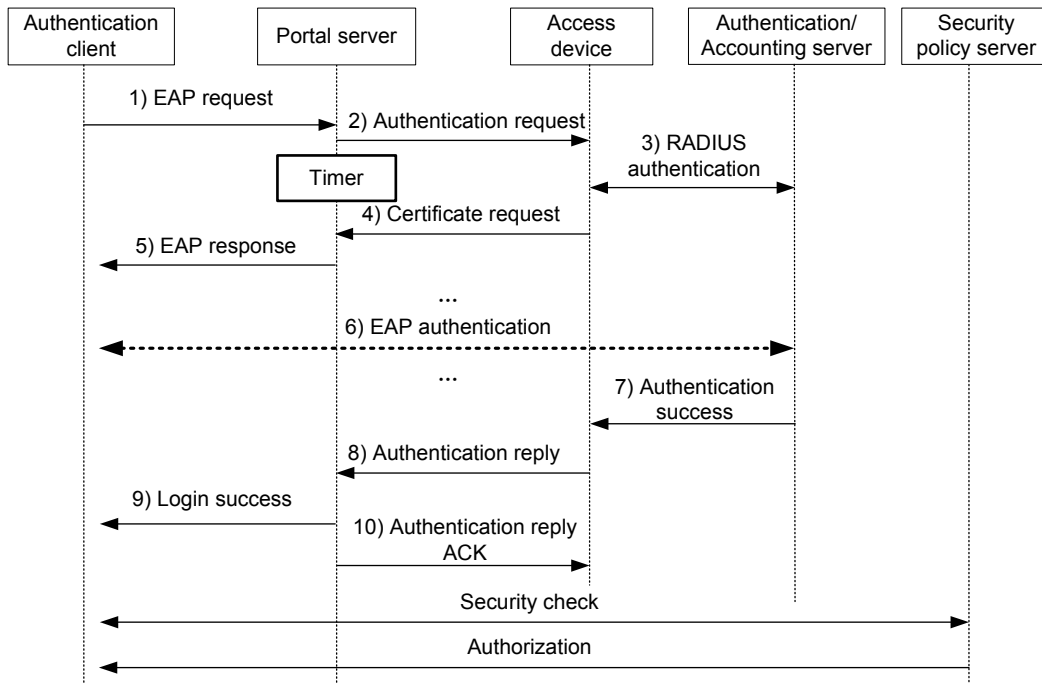 Authentication
client
Portal server
Access
device
Authentication/
Accounting server
Security
policy server
1) EAP request
2) Authentication request
3) RADIUS
authentication
Timer
4) Certificate request
5) EAP response
...
6) EAP authentication
...
7) Authentication
success
8) Authentication reply
9) Login success
10) Authentication reply
ACK
Security check
Authorization